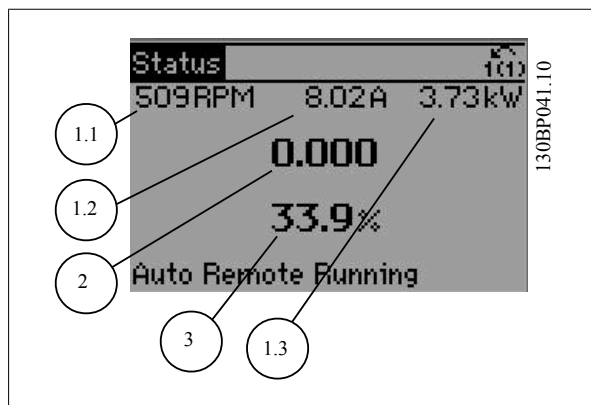 Status
1(1)
509RPM 8.02A 3.73kW
0.000
33.9%
Auto Remote Running
1.1
1.2
2
3
1.3
130BP041.10